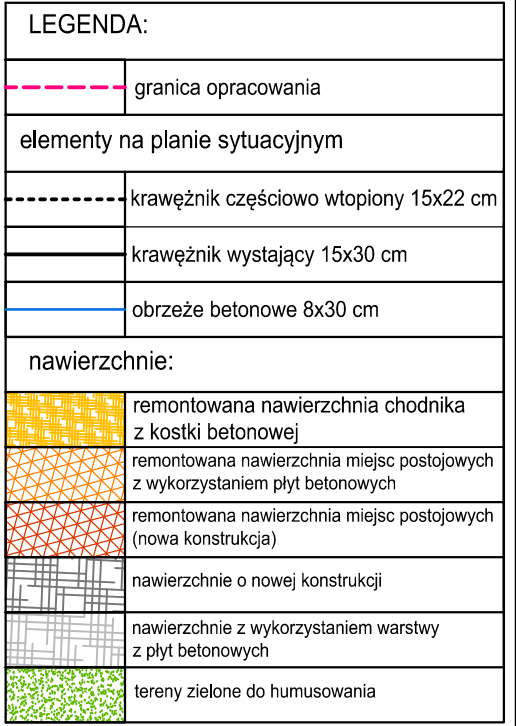 LEGENDA:
granica opracowania
elementy na planie sytuacyjnym
krawężnik częściowo wtopiony 15x22 cm
krawężnik wystający 15x30 cm
obrzeże betonowe 8x30 cm
nawierzchnie:
remontowana nawierzchnia chodnika
z kostki betonowej
remontowana nawierzchnia miejsc postojowych
z wykorzystaniem płyt betonowych
remontowana nawierzchnia miejsc postojowych
(nowa konstrukcja)
nawierzchnie o nowej konstrukcji
nawierzchnie z wykorzystaniem warstwy
z płyt betonowych
tereny zielone do humusowania